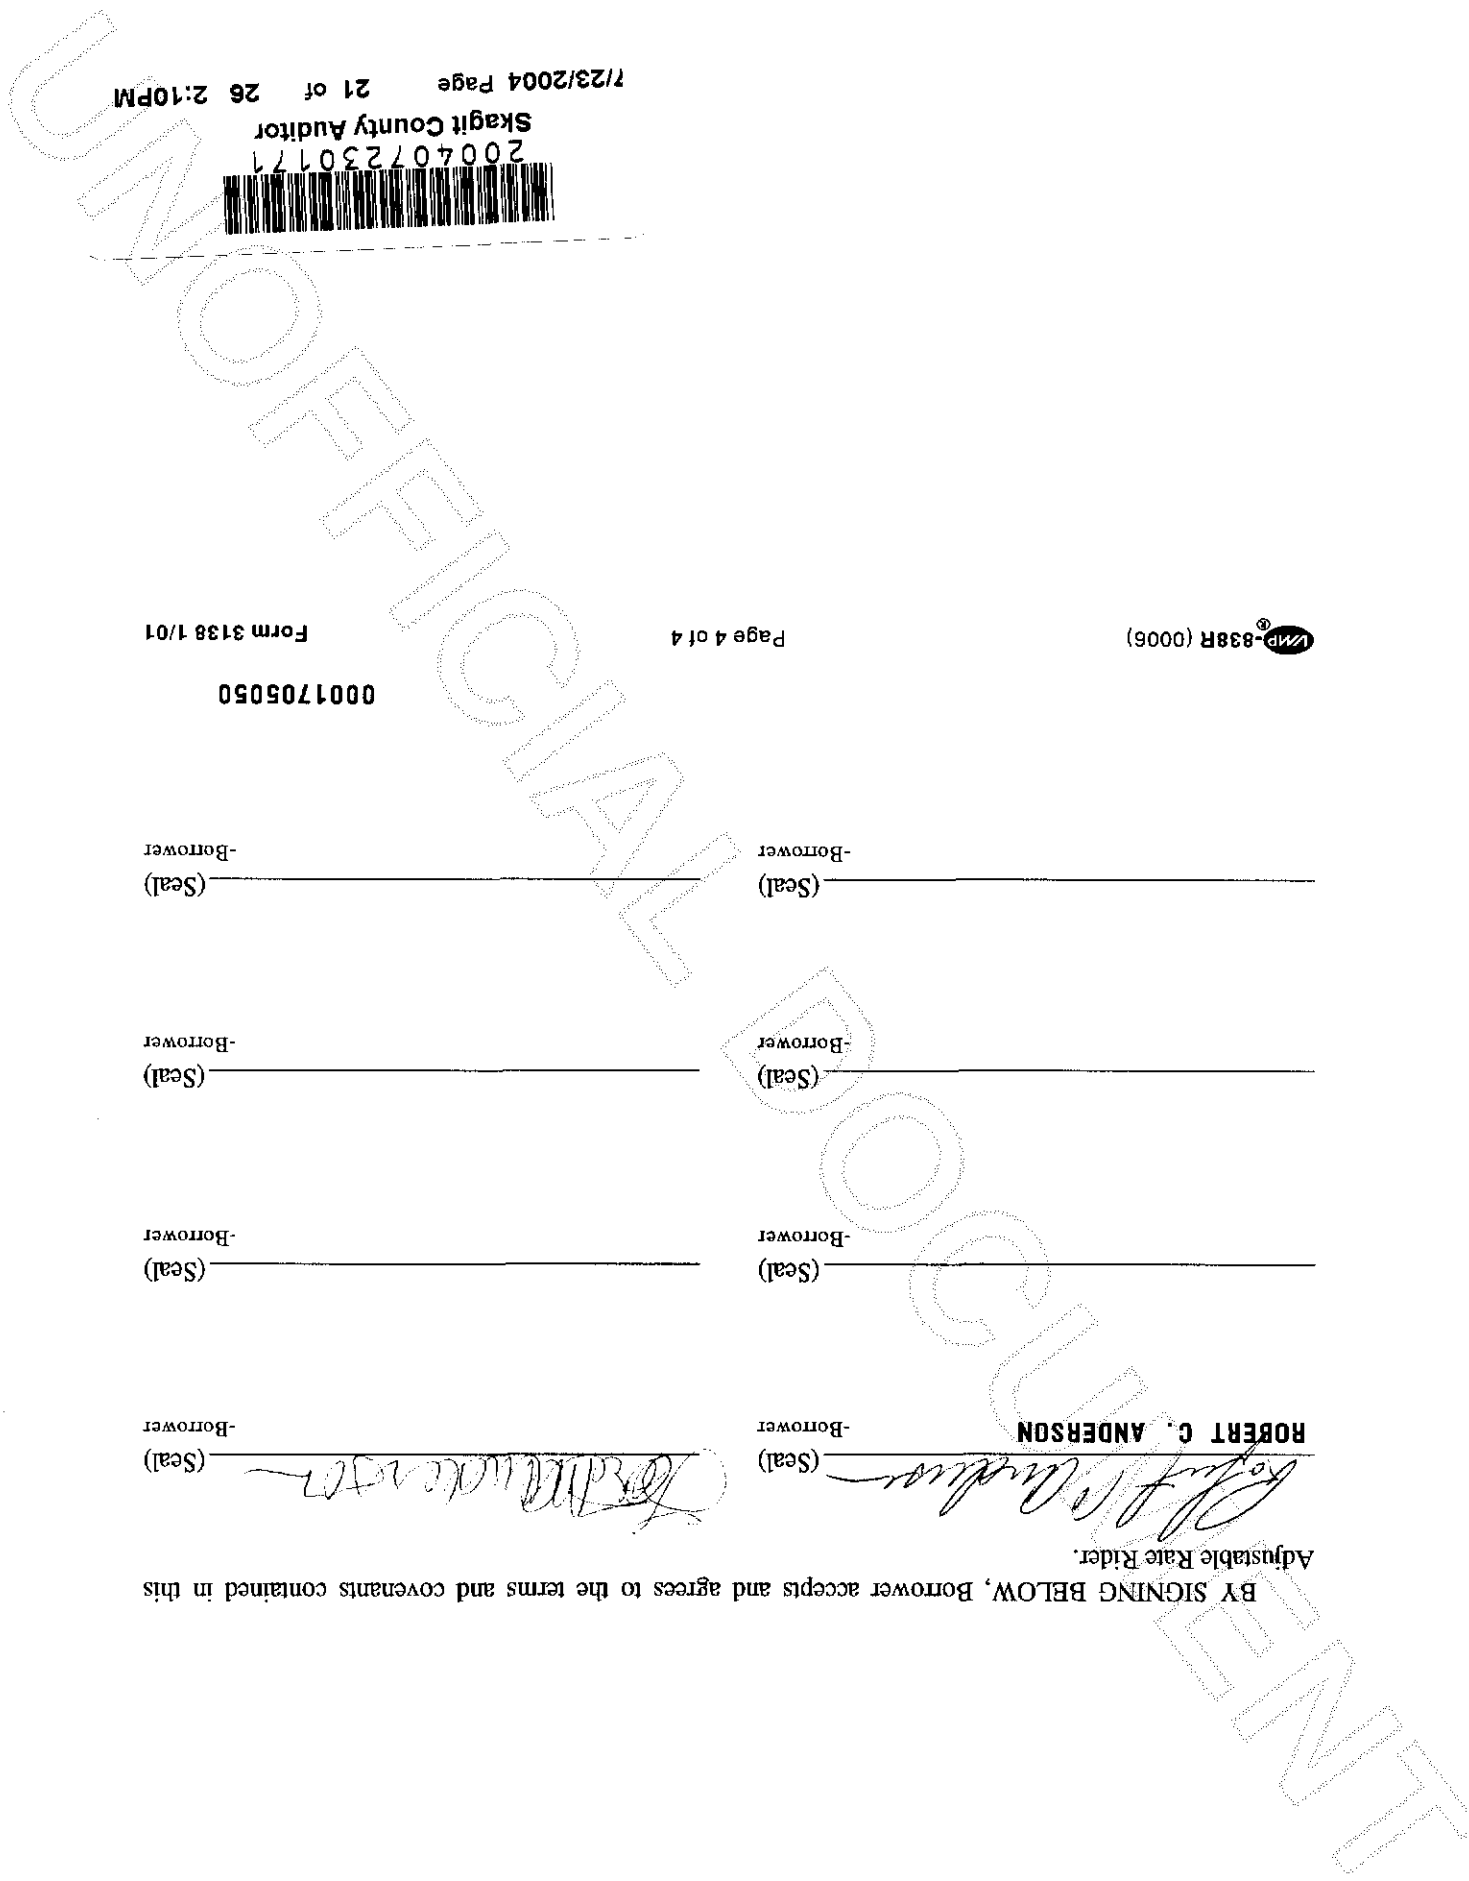 BY SIGNING BELOW, Borrower accepts and agrees to the terms and covenants contained in this
Adjustable Rate Rider.
Robert C Anderson (Seal) (Seal)
ROBERT C. ANDERSON -Borrower -Borrower
(Seal) (Seal)
-Borrower -Borrower
(Seal) (Seal)
-Borrower -Borrower
(Seal) (Seal)
-Borrower -Borrower
0001705050
VMP-838R (0006) Page 4 of 4 Form 3138 1/01
®
200407230171
Skagit County Auditor
7/23/2004 Page 21 of 26 2:10PM
UNOFFICIAL DOCUMENT